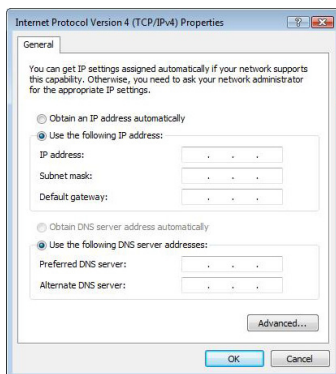 Internet Protocol Version 4 (TCP/IPv4) Properties
General
You can get IP settings assigned automatically if your network supports
this capability. Otherwise, you need to ask your network administrator
for the appropriate IP settings.
Obtain an IP address automatically
Use the following IP address:
IP address:
Subnet mask:
Default gateway:
Obtain DNS server address automatically
Use the following DNS server addresses:
Preferred DNS server:
Alternate DNS server:
Advanced...
OK
Cancel